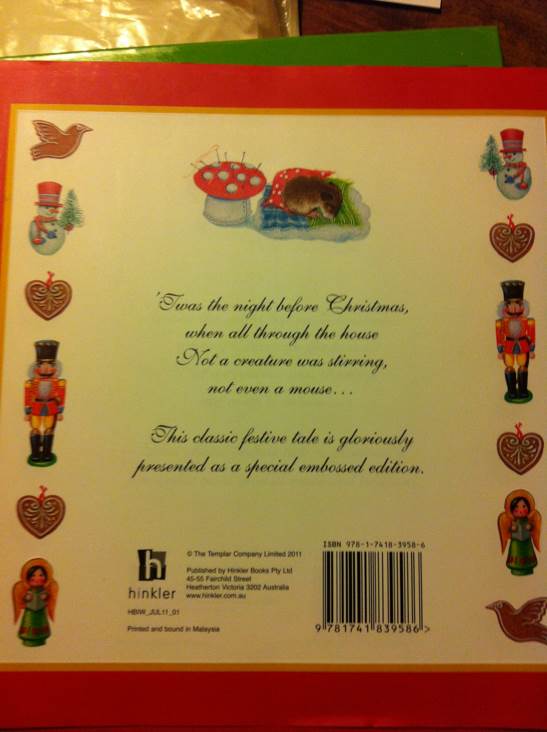 'Twas the night before Christmas,
when all through the house
Not a creature was stirring,
not even a mouse...
This classic festive tale is gloriously
presented as a special embossed edition.
h
hinkler
© The Templar Company Limited 2011
Published by Hinkler Books Pty Ltd
45-55 Fairchild Street
Heatherton Victoria 3202 Australia
www.hinkler.com.au
HBIW_JUL11_01
Printed and bound in Malaysia
ISBN 978-1-7418-3958-6
9 781741 839586 >